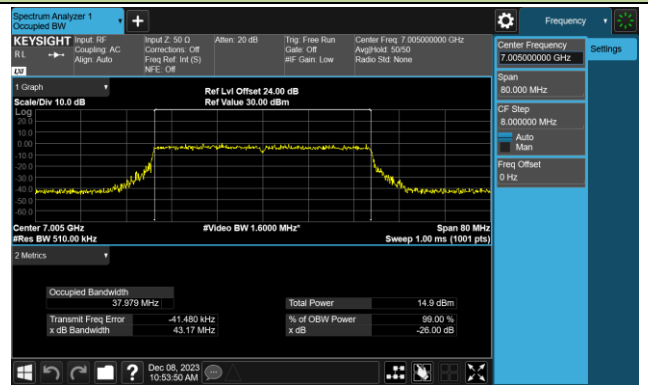 Spectrum Analyzer 1
Occupied BW
Frequency
KEYSIGHT
RL
LXI
Input: RF
Coupling: AC
Align: Auto
Input Z: 50 Ω
Corrections: Off
Freq Ref: Int (S)
NFE: Off
Atten: 20 dB
Trig: Free Run
Gate: Off
#IF Gain: Low
Center Freq: 7.005000000 GHz
Avg|Hold: 50/50
Radio Std: None
Center Frequency
7.005000000 GHz
Settings
Span
80.000 MHz
CF Step
8.000000 MHz
Auto
Man
Freq Offset
0 Hz
1 Graph
Scale/Div 10.0 dB
Ref Lvl Offset 24.00 dB
Ref Value 30.00 dBm
Log
20.0
10.0
0.00
-10.0
-20.0
-30.0
-40.0
-50.0
-60.0
Center 7.005 GHz
#Video BW 1.6000 MHz*
Span 80 MHz
#Res BW 510.00 kHz
Sweep 1.00 ms (1001 pts)
2 Metrics
Occupied Bandwidth
37.979 MHz
Total Power 14.9 dBm
Transmit Freq Error -41.480 kHz
% of OBW Power 99.00 %
x dB Bandwidth 43.17 MHz
x dB -26.00 dB
?
Dec 08, 2023
10:53:50 AM